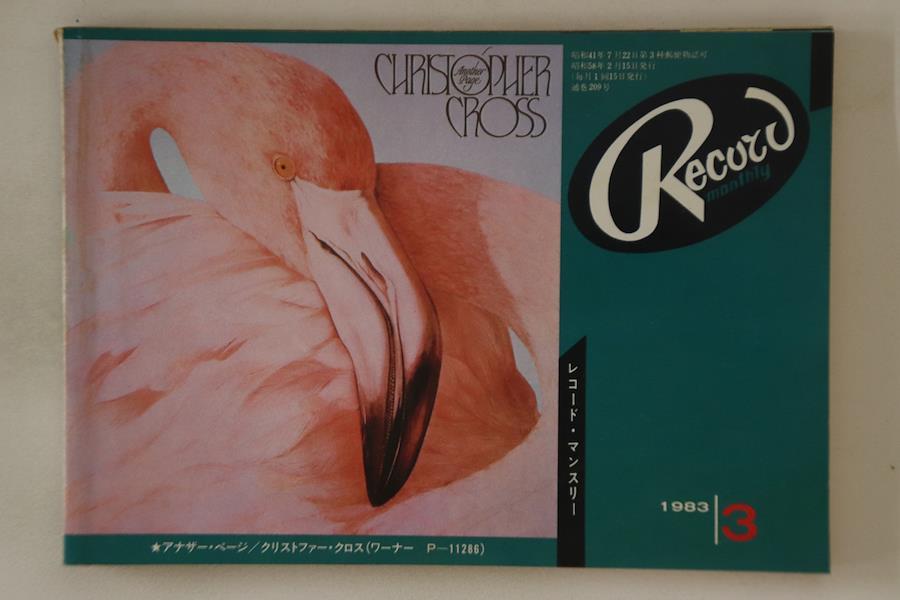 CHRISTOPHER
Another
Page
CROSS
昭和41年7月22日第3種郵便物認可
昭和58年2月15日発行
(毎月1回15日発行)
通巻209号
Record
monthly
レコード・マンスリー
1983 3
★アナザー・ページ/クリストファー・クロス(ワーナー P-11286)